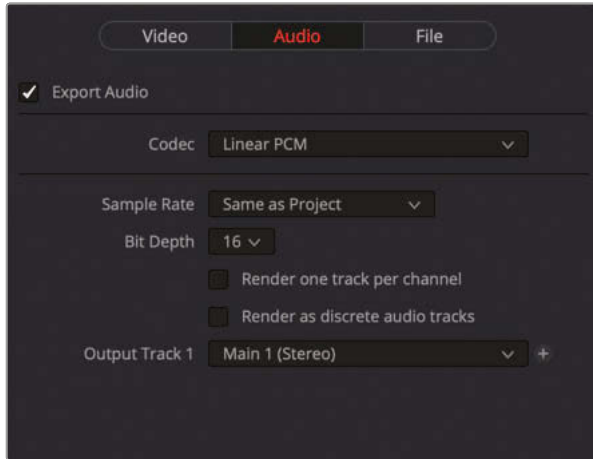 Video Audio File
Export Audio
Codec Linear PCM
Sample Rate Same as Project
Bit Depth 16
Render one track per channel
Render as discrete audio tracks
Output Track 1 Main 1 (Stereo) +